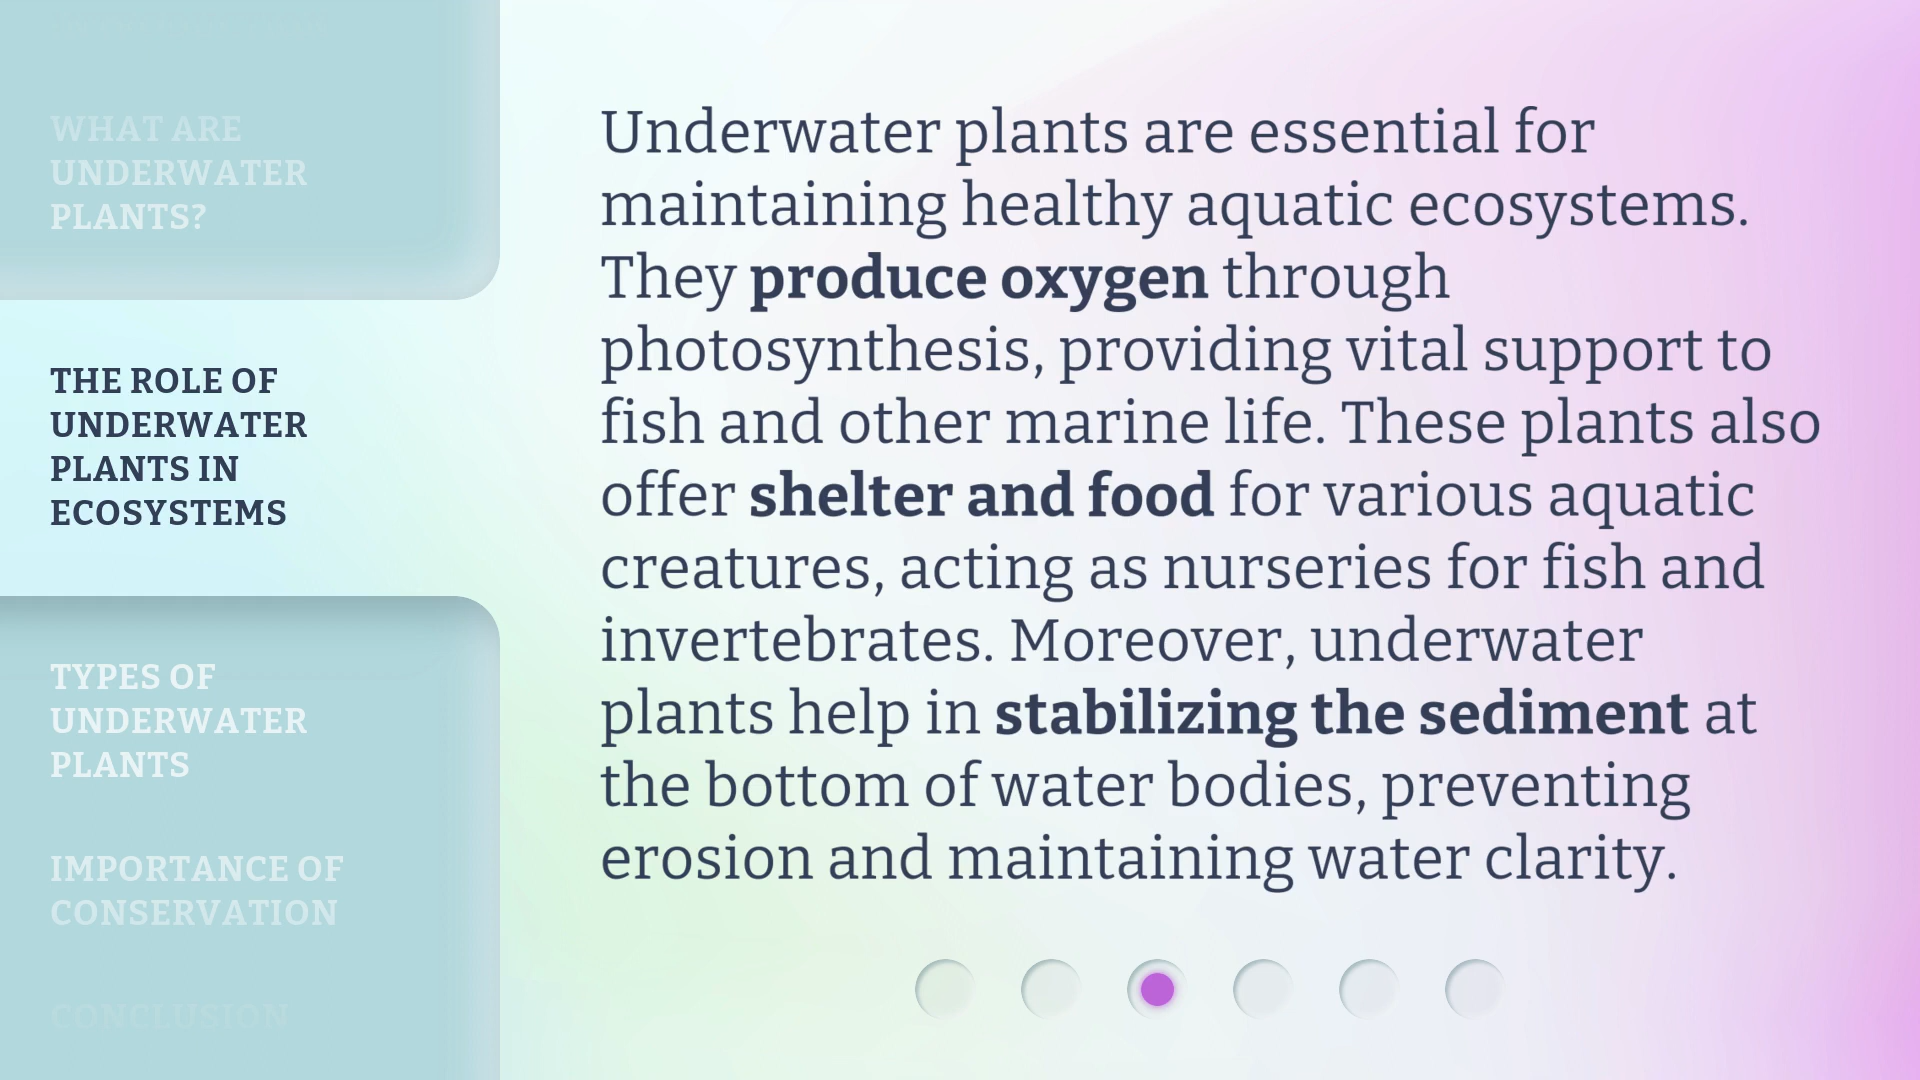 WHAT ARE
UNDERWATER
PLANTS?
THE ROLE OF
UNDERWATER
PLANTS IN
ECOSYSTEMS
TYPES OF
UNDERWATER
PLANTS
IMPORTANCE OF
CONSERVATION
CONCLUSION
Underwater plants are essential for
maintaining healthy aquatic ecosystems.
They produce oxygen through
photosynthesis, providing vital support to
fish and other marine life. These plants also
offer shelter and food for various aquatic
creatures, acting as nurseries for fish and
invertebrates. Moreover, underwater
plants help in stabilizing the sediment at
the bottom of water bodies, preventing
erosion and maintaining water clarity.